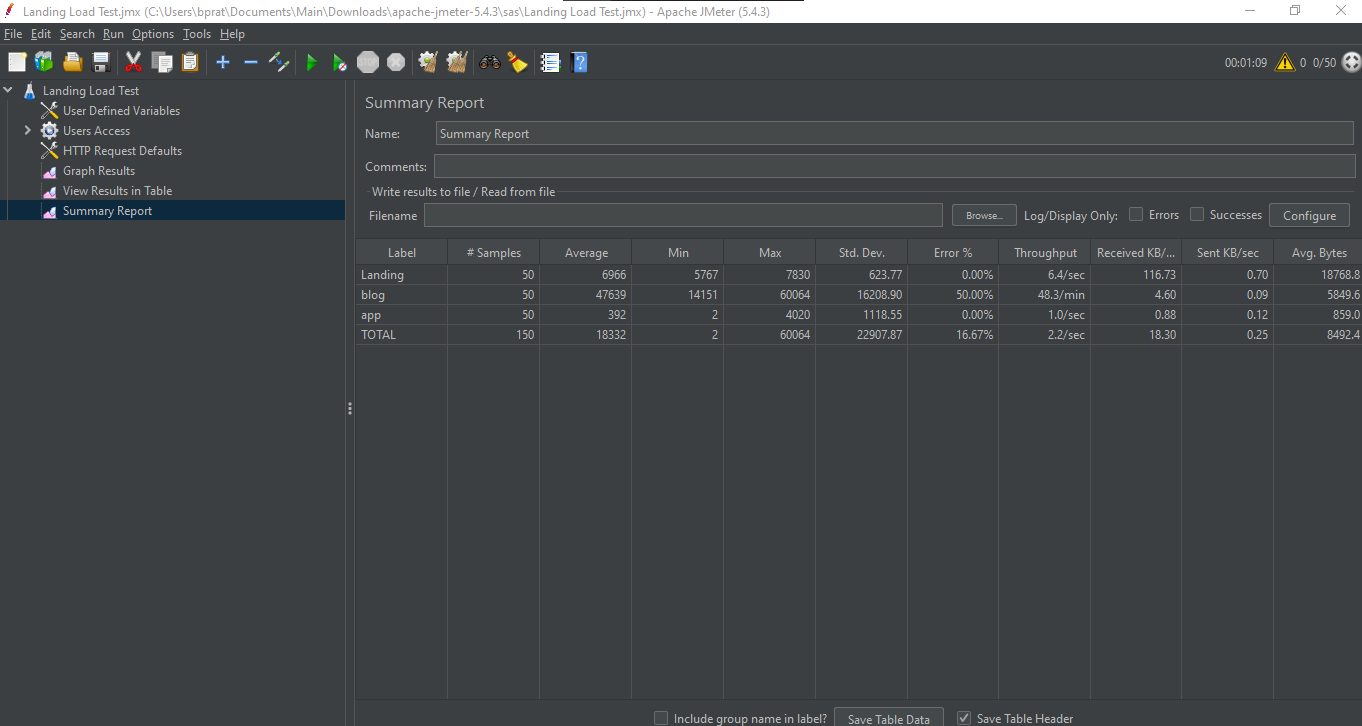 Landing Load Test.jmx (C:\Users\bprat\Documents\Main\Downloads\apache-jmeter-5.4.3\sas\Landing Load Test.jmx) - Apache JMeter (5.4.3)
File Edit Search Run Options Tools Help
STOP 00:01:09 0 0/50
Landing Load Test
User Defined Variables
Users Access
HTTP Request Defaults
Graph Results
View Results in Table
Summary Report
Summary Report
Name: Summary Report
Comments:
Write results to file / Read from file
Filename Browse... Log/Display Only: Errors Successes Configure
Label # Samples Average Min Max Std. Dev. Error % Throughput Received KB/... Sent KB/sec Avg. Bytes
Landing 50 6966 5767 7830 623.77 0.00% 6.4/sec 116.73 0.70 18768.8
blog 50 47639 14151 60064 16208.90 50.00% 48.3/min 4.60 0.09 5849.6
app 50 392 2 4020 1118.55 0.00% 1.0/sec 0.88 0.12 859.0
TOTAL 150 18332 2 60064 22907.87 16.67% 2.2/sec 18.30 0.25 8492.4
Include group name in label? Save Table Data Save Table Header